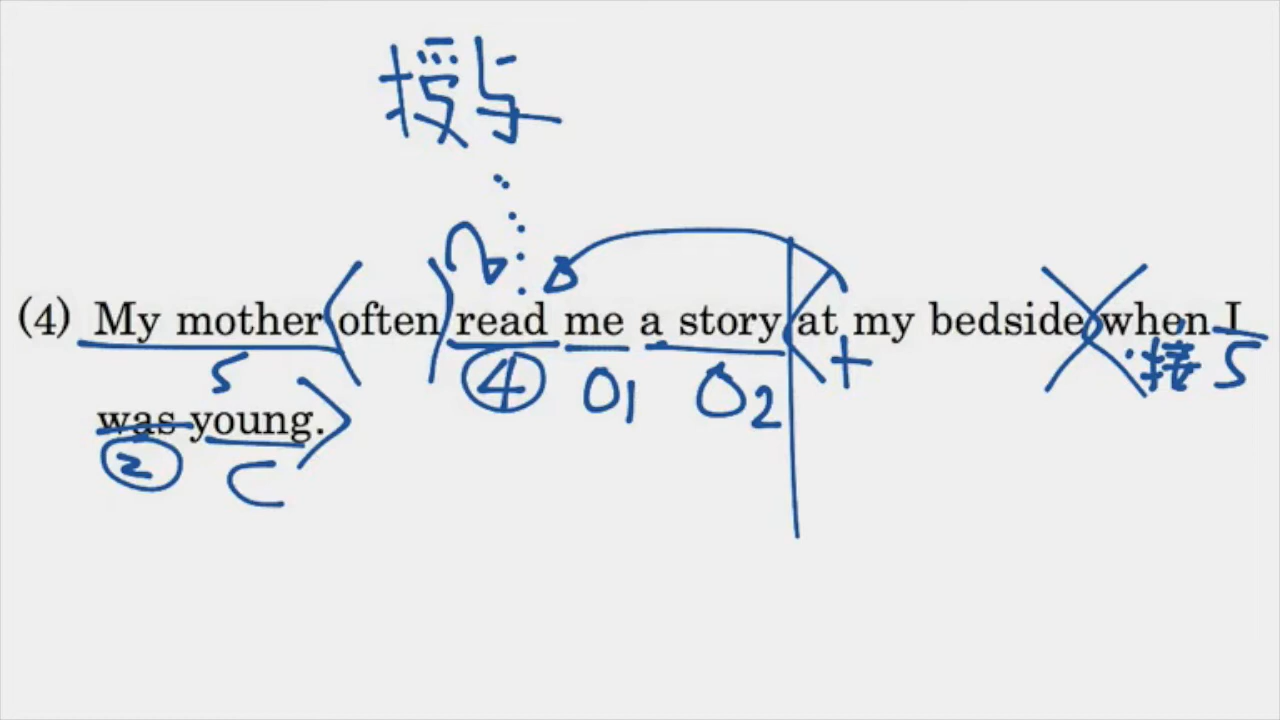 授与
(4) My mother often read me a story at my bedside when I
S ④ O1 O2 + 接 S
was young.
② C